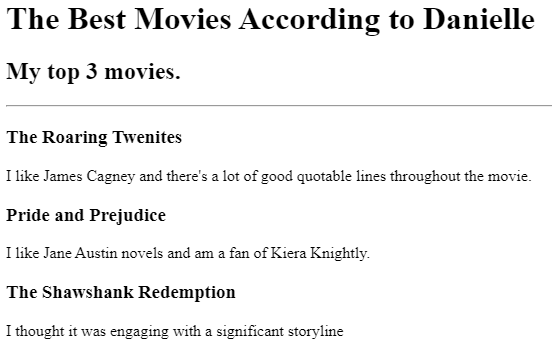 The Best Movies According to Danielle
My top 3 movies.
The Roaring Twenites
I like James Cagney and there's a lot of good quotable lines throughout the movie.
Pride and Prejudice
I like Jane Austin novels and am a fan of Kiera Knightly.
The Shawshank Redemption
I thought it was engaging with a significant storyline